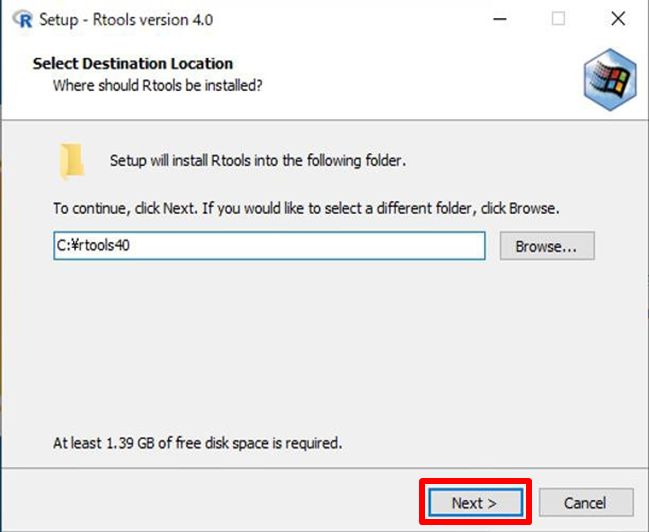 Setup - Rtools version 4.0
Select Destination Location
Where should Rtools be installed?
Setup will install Rtools into the following folder.
To continue, click Next. If you would like to select a different folder, click Browse.
C:¥rtools40
Browse...
At least 1.39 GB of free disk space is required.
Next >
Cancel